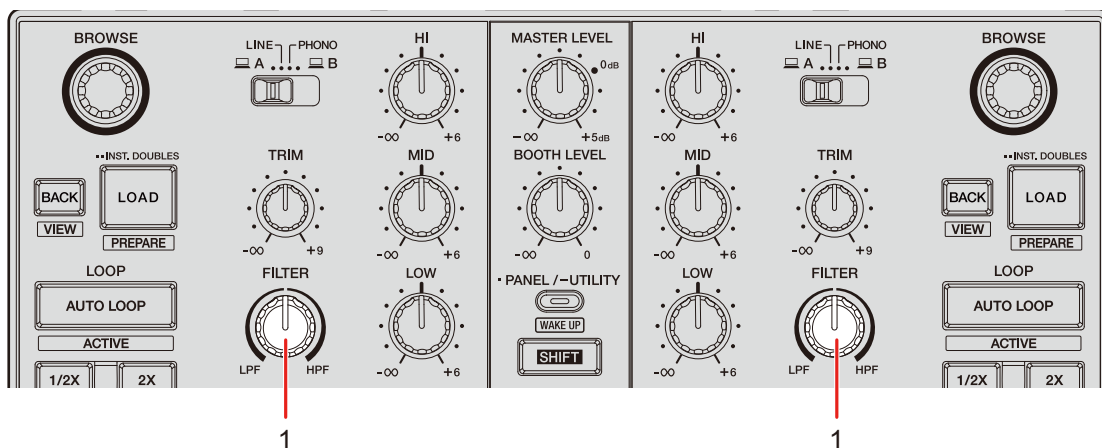 BROWSE
LINE PHONO
A B
HI
-∞ +6
MASTER LEVEL
0dB
-∞ +5dB
HI
-∞ +6
LINE PHONO
A B
BROWSE
•• INST. DOUBLES
BACK
LOAD
VIEW
PREPARE
TRIM
-∞ +9
MID
-∞ +6
BOOTH LEVEL
-∞ 0
MID
-∞ +6
TRIM
-∞ +9
•• INST. DOUBLES
BACK
LOAD
VIEW
PREPARE
LOOP
AUTO LOOP
ACTIVE
1/2X
2X
FILTER
LPF HPF
LOW
-∞ +6
• PANEL / – UTILITY
WAKE UP
SHIFT
LOW
-∞ +6
FILTER
LPF HPF
LOOP
AUTO LOOP
ACTIVE
1/2X
2X
1
1